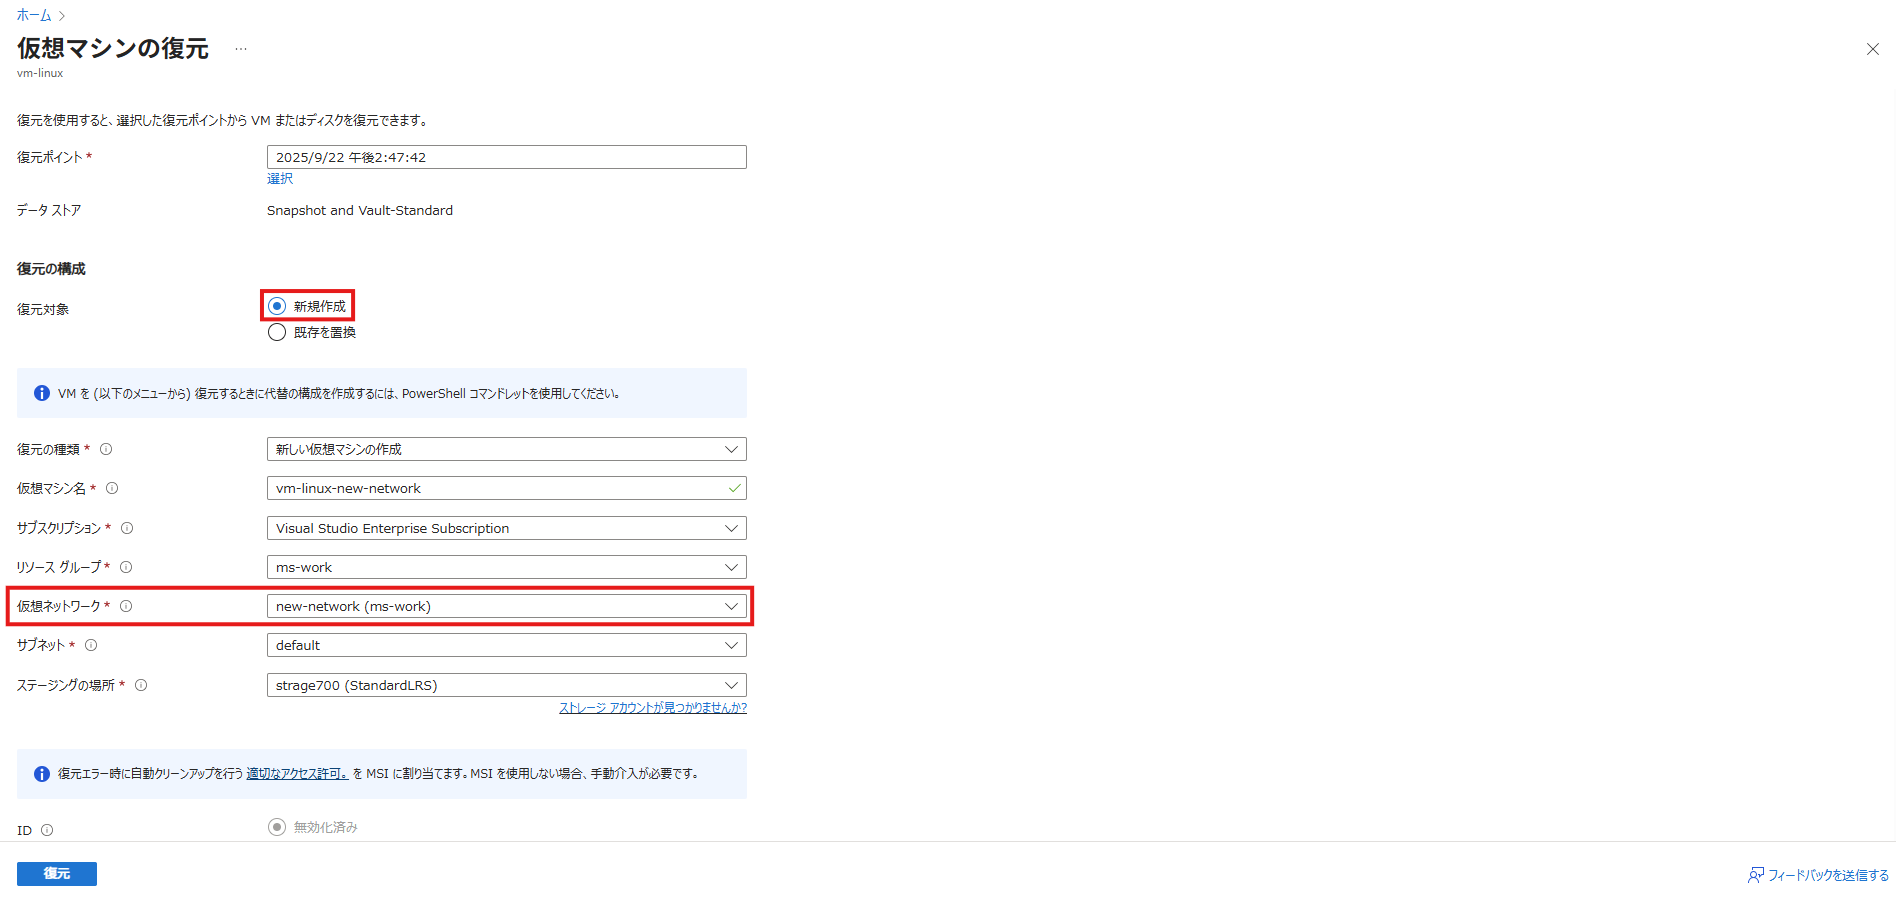 ホーム
仮想マシンの復元 …
vm-linux
復元を使用すると、選択した復元ポイントから VM またはディスクを復元できます。
復元ポイント * 2025/9/22 午後2:47:42
選択
データ ストア Snapshot and Vault-Standard
復元の構成
復元対象 新規作成
既存を置換
VM を (以下のメニューから) 復元するときに代替の構成を作成するには、PowerShell コマンドレットを使用してください。
復元の種類 * 新しい仮想マシンの作成
仮想マシン名 * vm-linux-new-network
サブスクリプション * Visual Studio Enterprise Subscription
リソース グループ * ms-work
仮想ネットワーク * new-network (ms-work)
サブネット * default
ステージングの場所 * strage700 (StandardLRS)
ストレージ アカウントが見つかりませんか?
復元エラー時に自動クリーンアップを行う 適切なアクセス許可。 を MSI に割り当てます。MSI を使用しない場合、手動介入が必要です。
ID 無効化済み
復元
フィードバックを送信する